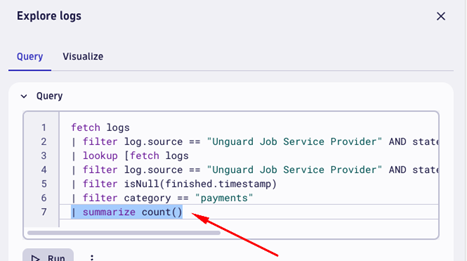 Explore logs
Query Visualize
Query
1 fetch logs
2 | filter log.source == "Unguard Job Service Provider" AND state
3 | lookup [fetch logs
4 | filter log.source == "Unguard Job Service Provider" AND state
5 | filter isNull(finished.timestamp)
6 | filter category == "payments"
7 | summarize count()
Run